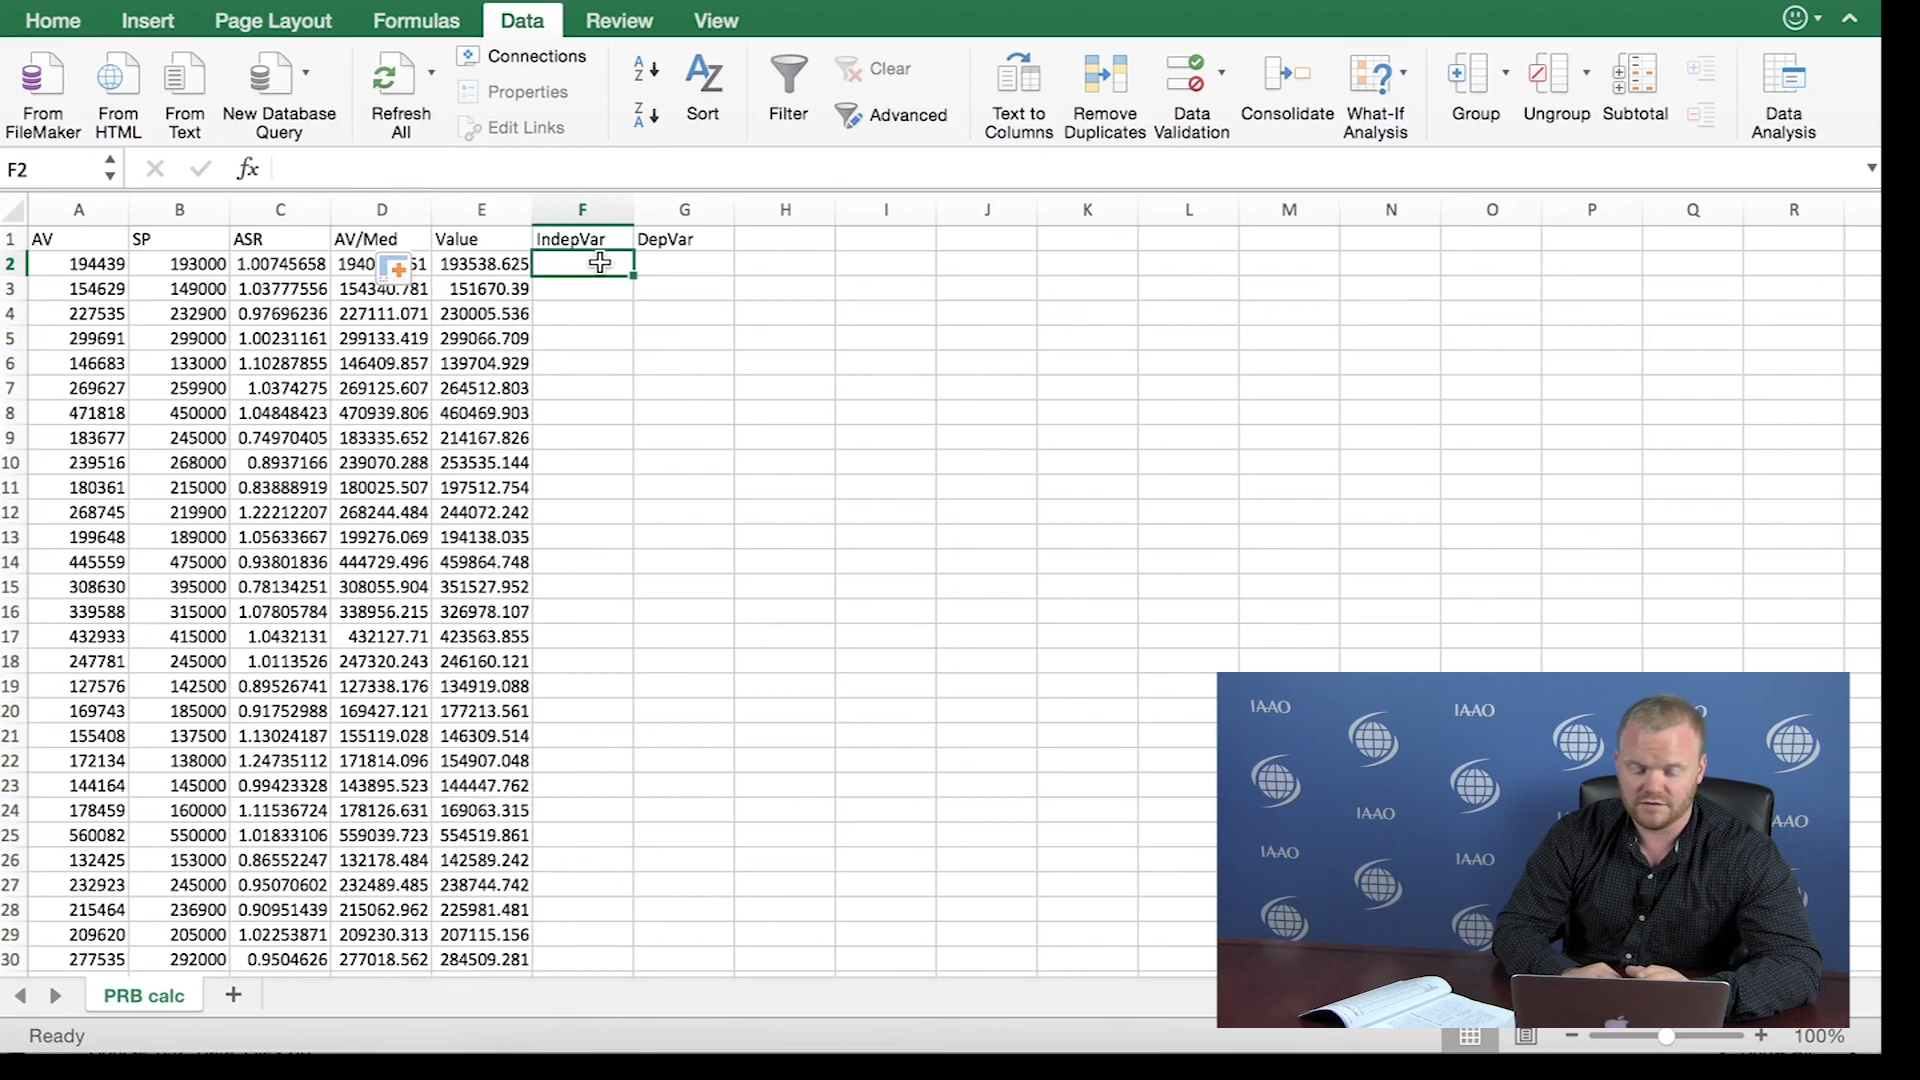 Home Insert Page Layout Formulas Data Review View
From FileMaker
From HTML
From Text
New Database Query
Refresh All
Connections
Properties
Edit Links
A Z
Z A
Sort
Filter
Clear
Advanced
Text to Columns
Remove Duplicates
Data Validation
Consolidate
What-If Analysis
Group
Ungroup
Subtotal
Data Analysis
F2 fx
A B C D E F G H I J K L M N O P Q R
1 AV SP ASR AV/Med Value IndepVar DepVar
2 194439 193000 1.00745658 193538.625
3 154629 149000 1.03777556 154340.781 151670.39
4 227535 232900 0.97696236 227111.071 230005.536
5 299691 299000 1.00231161 299133.419 299066.709
6 146683 133000 1.10287855 146409.857 139704.929
7 269627 259900 1.0374275 269125.607 264512.803
8 471818 450000 1.04848423 470939.806 460469.903
9 183677 245000 0.74970405 183335.652 214167.826
10 239516 268000 0.8937166 239070.288 253535.144
11 180361 215000 0.83888919 180025.507 197512.754
12 268745 219900 1.22212207 268244.484 244072.242
13 199648 189000 1.05633667 199276.069 194138.035
14 445559 475000 0.93801836 444729.496 459864.748
15 308630 395000 0.78134251 308055.904 351527.952
16 339588 315000 1.07805784 338956.215 326978.107
17 432933 415000 1.0432131 432127.71 423563.855
18 247781 245000 1.0113526 247320.243 246160.121
19 127576 142500 0.89526741 127338.176 134919.088
20 169743 185000 0.91752988 169427.121 177213.561
21 155408 137500 1.13024187 155119.028 146309.514
22 172134 138000 1.24735112 171814.096 154907.048
23 144164 145000 0.99423328 143895.523 144447.762
24 178459 160000 1.11536724 178126.631 169063.315
25 560082 550000 1.01833106 559039.723 554519.861
26 132425 153000 0.86552247 132178.484 142589.242
27 232923 245000 0.95070602 232489.485 238744.742
28 215464 236900 0.90951439 215062.962 225981.481
29 209620 205000 1.02253871 209230.313 207115.156
30 277535 292000 0.9504626 277018.562 284509.281
IAAO IAAO
IAAO
IAAO IAAO
PRB calc +
Ready
100%